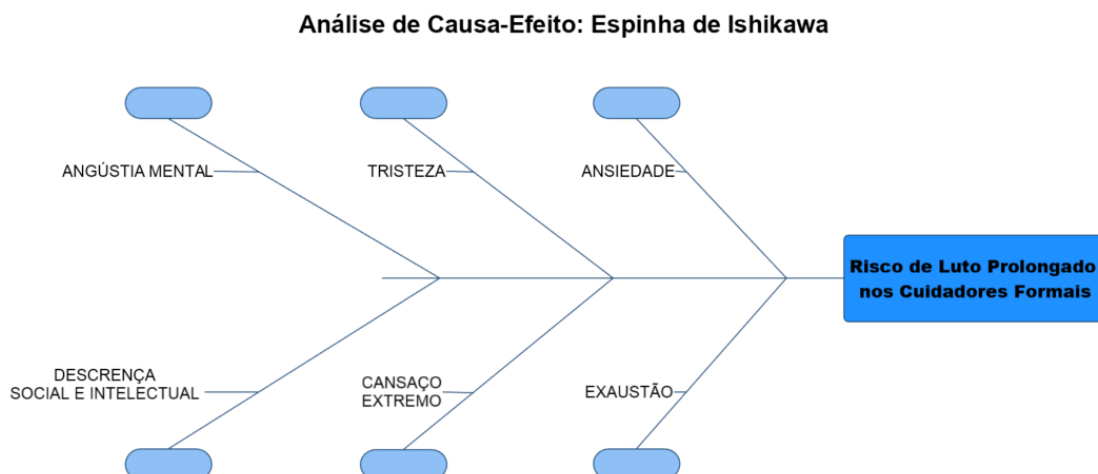 Análise de Causa-Efeito: Espinha de Ishikawa
ANGÚSTIA MENTAL
TRISTEZA
ANSIEDADE
Risco de Luto Prolongado
nos Cuidadores Formais
DESCRENÇA
SOCIAL E INTELECTUAL
CANSAÇO
EXTREMO
EXAUSTÃO